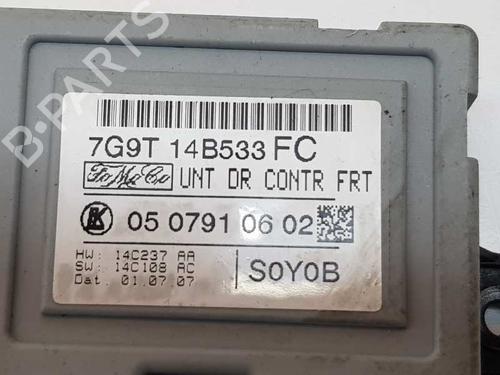 B-PARTS
7G9T 14B533 FC
FoMoCo UNT DR CONTR FRT
K 05 0791 06 02
HW: 14C237 AA
SW: 14C108 AC
Dat. 01.07.07
S0Y0B